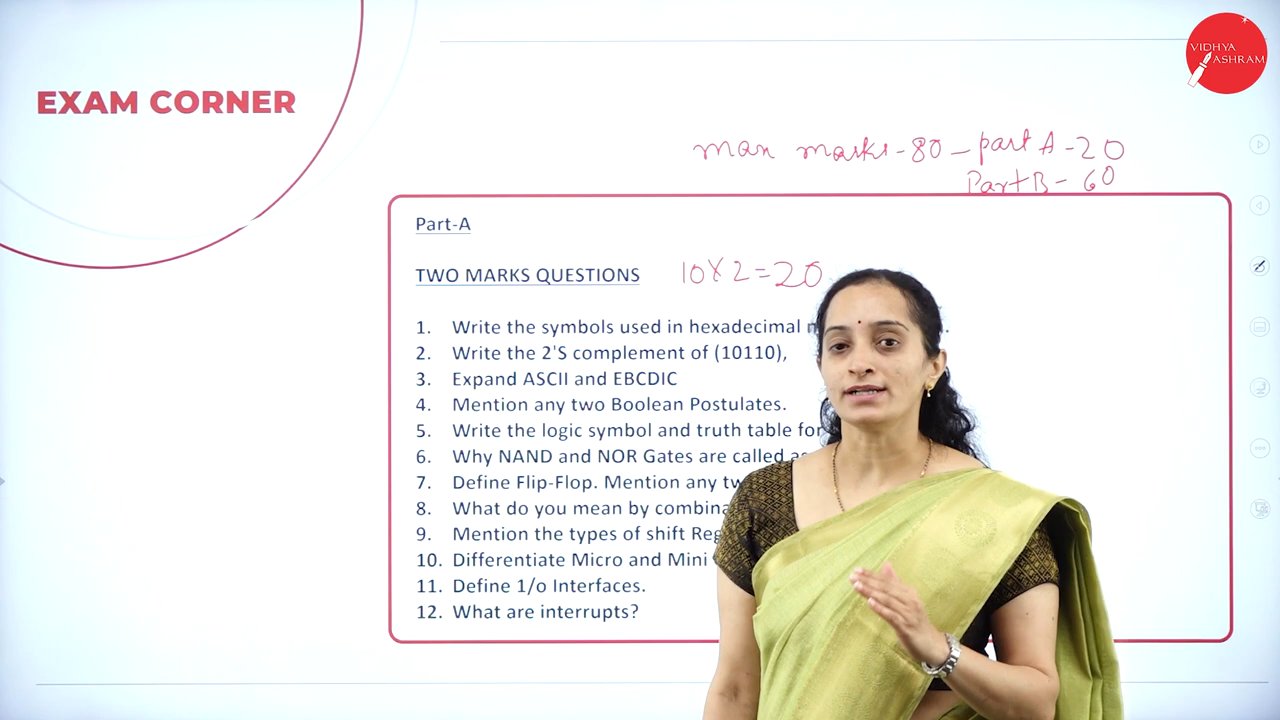 VIDHYA
ASHRAM
EXAM CORNER
max marks-80-part A-20
Part B-60
Part-A
TWO MARKS QUESTIONS 10X2=20
1. Write the symbols used in hexadecimal
2. Write the 2'S complement of (10110),
3. Expand ASCII and EBCDIC
4. Mention any two Boolean Postulates.
5. Write the logic symbol and truth table for
6. Why NAND and NOR Gates are called
7. Define Flip-Flop. Mention any
8. What do you mean by
9. Mention the types of shift
10. Differentiate Micro and Mini
11. Define 1/o Interfaces.
12. What are interrupts?